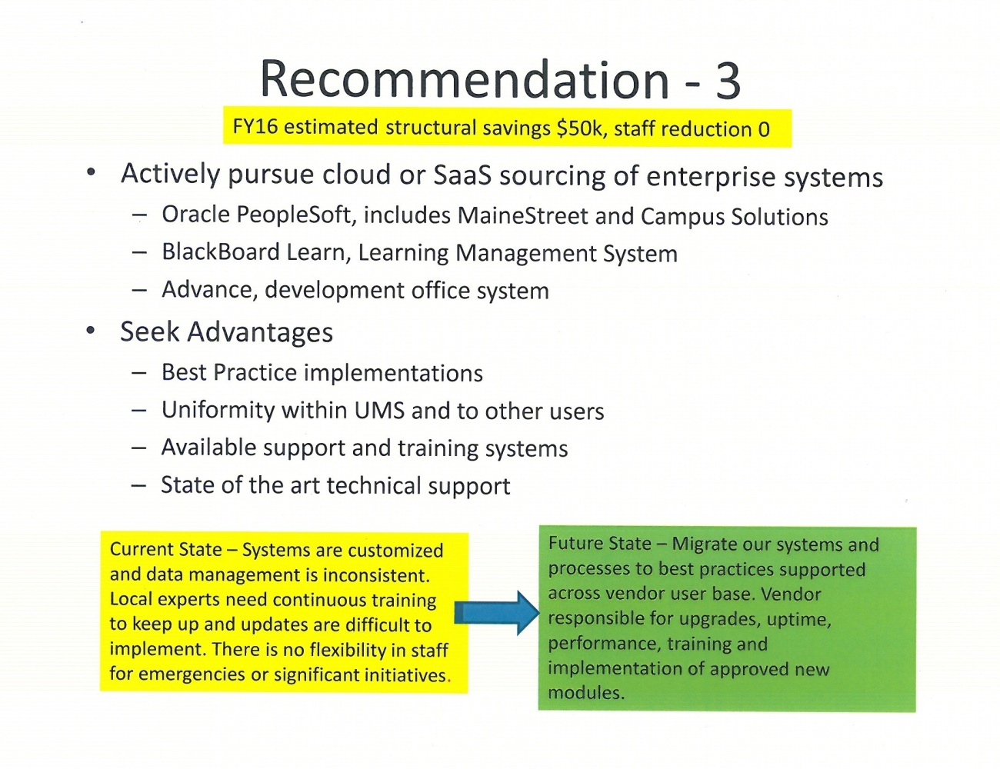 Recommendation - 3
FY16 estimated structural savings $50k, staff reduction 0
• Actively pursue cloud or SaaS sourcing of enterprise systems
– Oracle PeopleSoft, includes MaineStreet and Campus Solutions
– BlackBoard Learn, Learning Management System
– Advance, development office system
• Seek Advantages
– Best Practice implementations
– Uniformity within UMS and to other users
– Available support and training systems
– State of the art technical support
Current State – Systems are customized
and data management is inconsistent.
Local experts need continuous training
to keep up and updates are difficult to
implement. There is no flexibility in staff
for emergencies or significant initiatives.
Future State – Migrate our systems and
processes to best practices supported
across vendor user base. Vendor
responsible for upgrades, uptime,
performance, training and
implementation of approved new
modules.